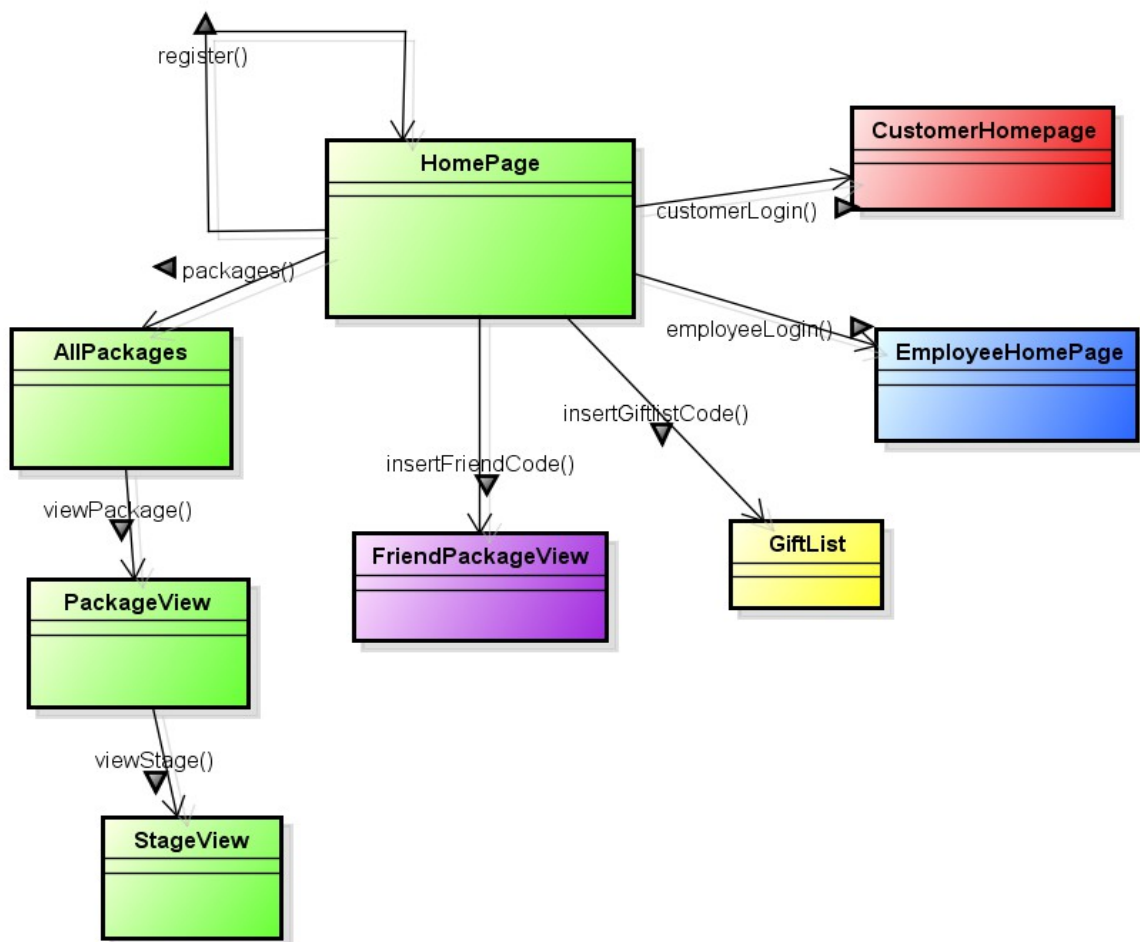 register()
CustomerHomepage
HomePage
customerLogin()
packages()
employeeLogin()
AllPackages
EmployeeHomePage
insertGiftlistCode()
insertFriendCode()
viewPackage()
GiftList
FriendPackageView
PackageView
viewStage()
StageView